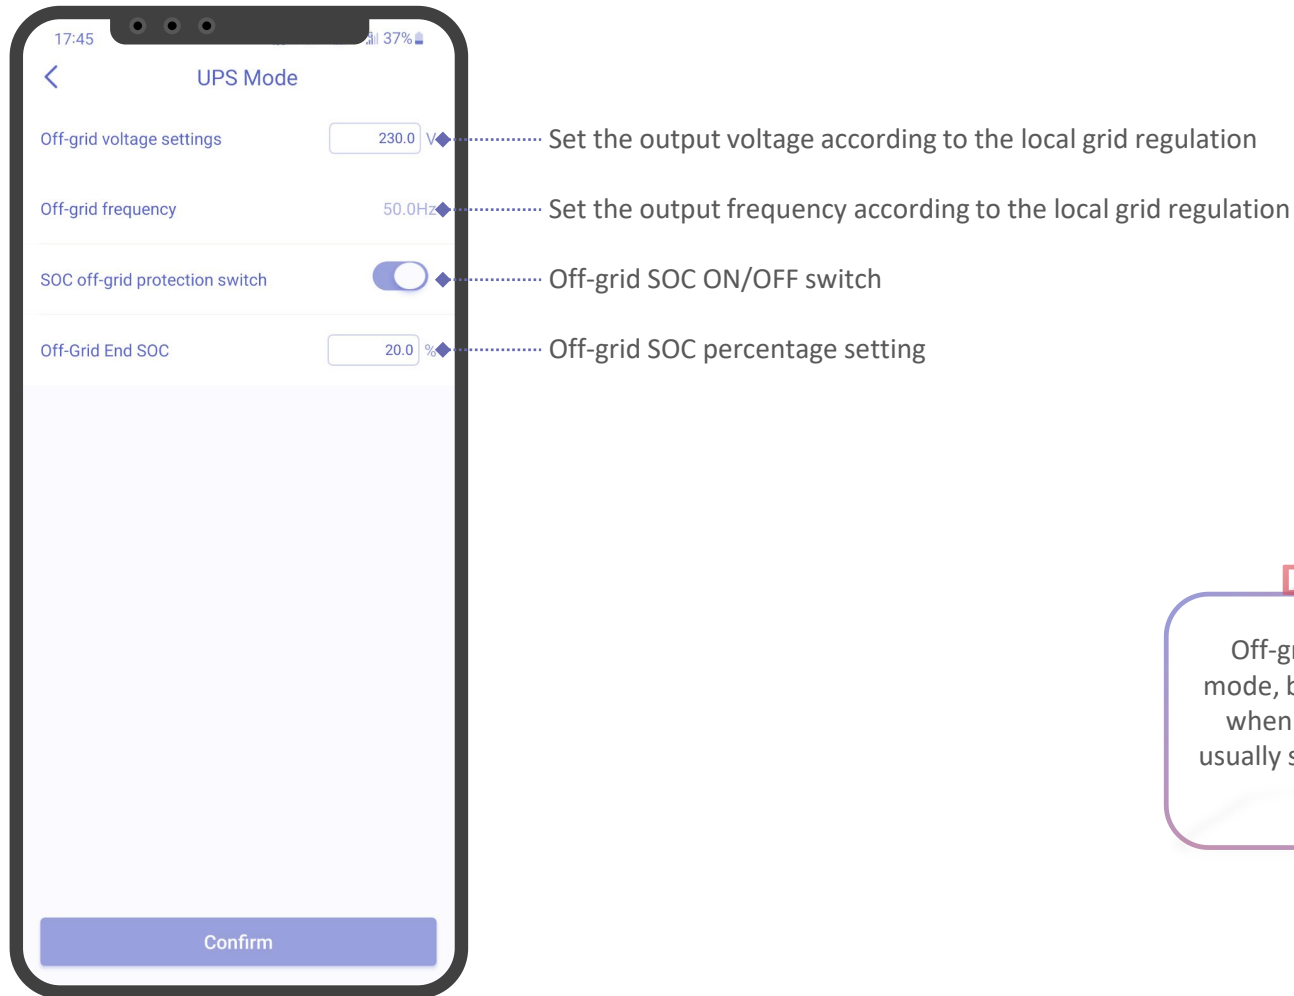 17:45 37%
UPS Mode
Off-grid voltage settings 230.0 V Set the output voltage according to the local grid regulation
Off-grid frequency 50.0Hz Set the output frequency according to the local grid regulation
SOC off-grid protection switch Off-grid SOC ON/OFF switch
Off-Grid End SOC 20.0 % Off-grid SOC percentage setting
mode,
when
usually
Confirm